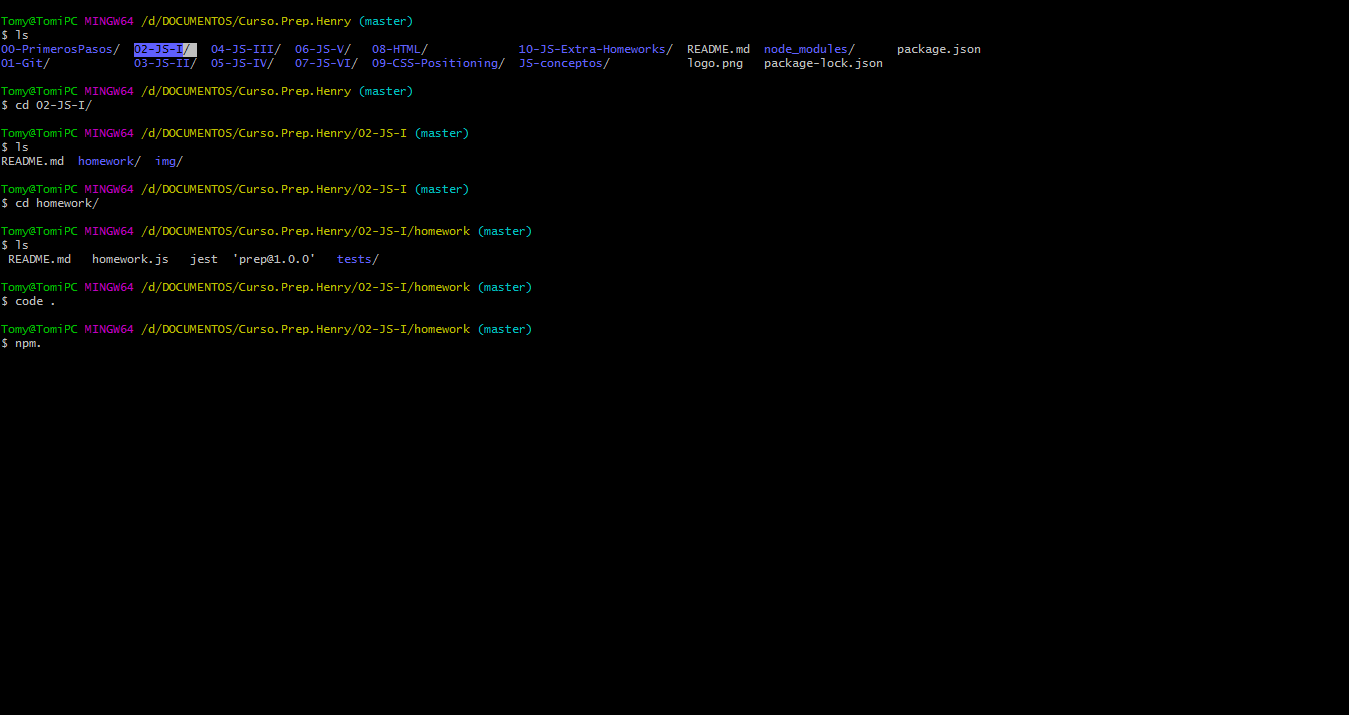 Tomy@TomiPC MINGW64 /d/DOCUMENTOS/Curso.Prep.Henry (master)
$ ls
00-PrimerosPasos/  02-JS-I/  04-JS-III/  06-JS-V/  08-HTML/  10-JS-Extra-Homeworks/  README.md  node_modules/  package.json
01-Git/  03-JS-II/  05-JS-IV/  07-JS-VI/  09-CSS-Positioning/  JS-conceptos/  logo.png  package-lock.json
Tomy@TomiPC MINGW64 /d/DOCUMENTOS/Curso.Prep.Henry (master)
$ cd 02-JS-I/
Tomy@TomiPC MINGW64 /d/DOCUMENTOS/Curso.Prep.Henry/02-JS-I (master)
$ ls
README.md  homework/  img/
Tomy@TomiPC MINGW64 /d/DOCUMENTOS/Curso.Prep.Henry/02-JS-I (master)
$ cd homework/
Tomy@TomiPC MINGW64 /d/DOCUMENTOS/Curso.Prep.Henry/02-JS-I/homework (master)
$ ls
README.md   homework.js   jest  'prep@1.0.0'   tests/
Tomy@TomiPC MINGW64 /d/DOCUMENTOS/Curso.Prep.Henry/02-JS-I/homework (master)
$ code .
Tomy@TomiPC MINGW64 /d/DOCUMENTOS/Curso.Prep.Henry/02-JS-I/homework (master)
$ npm.